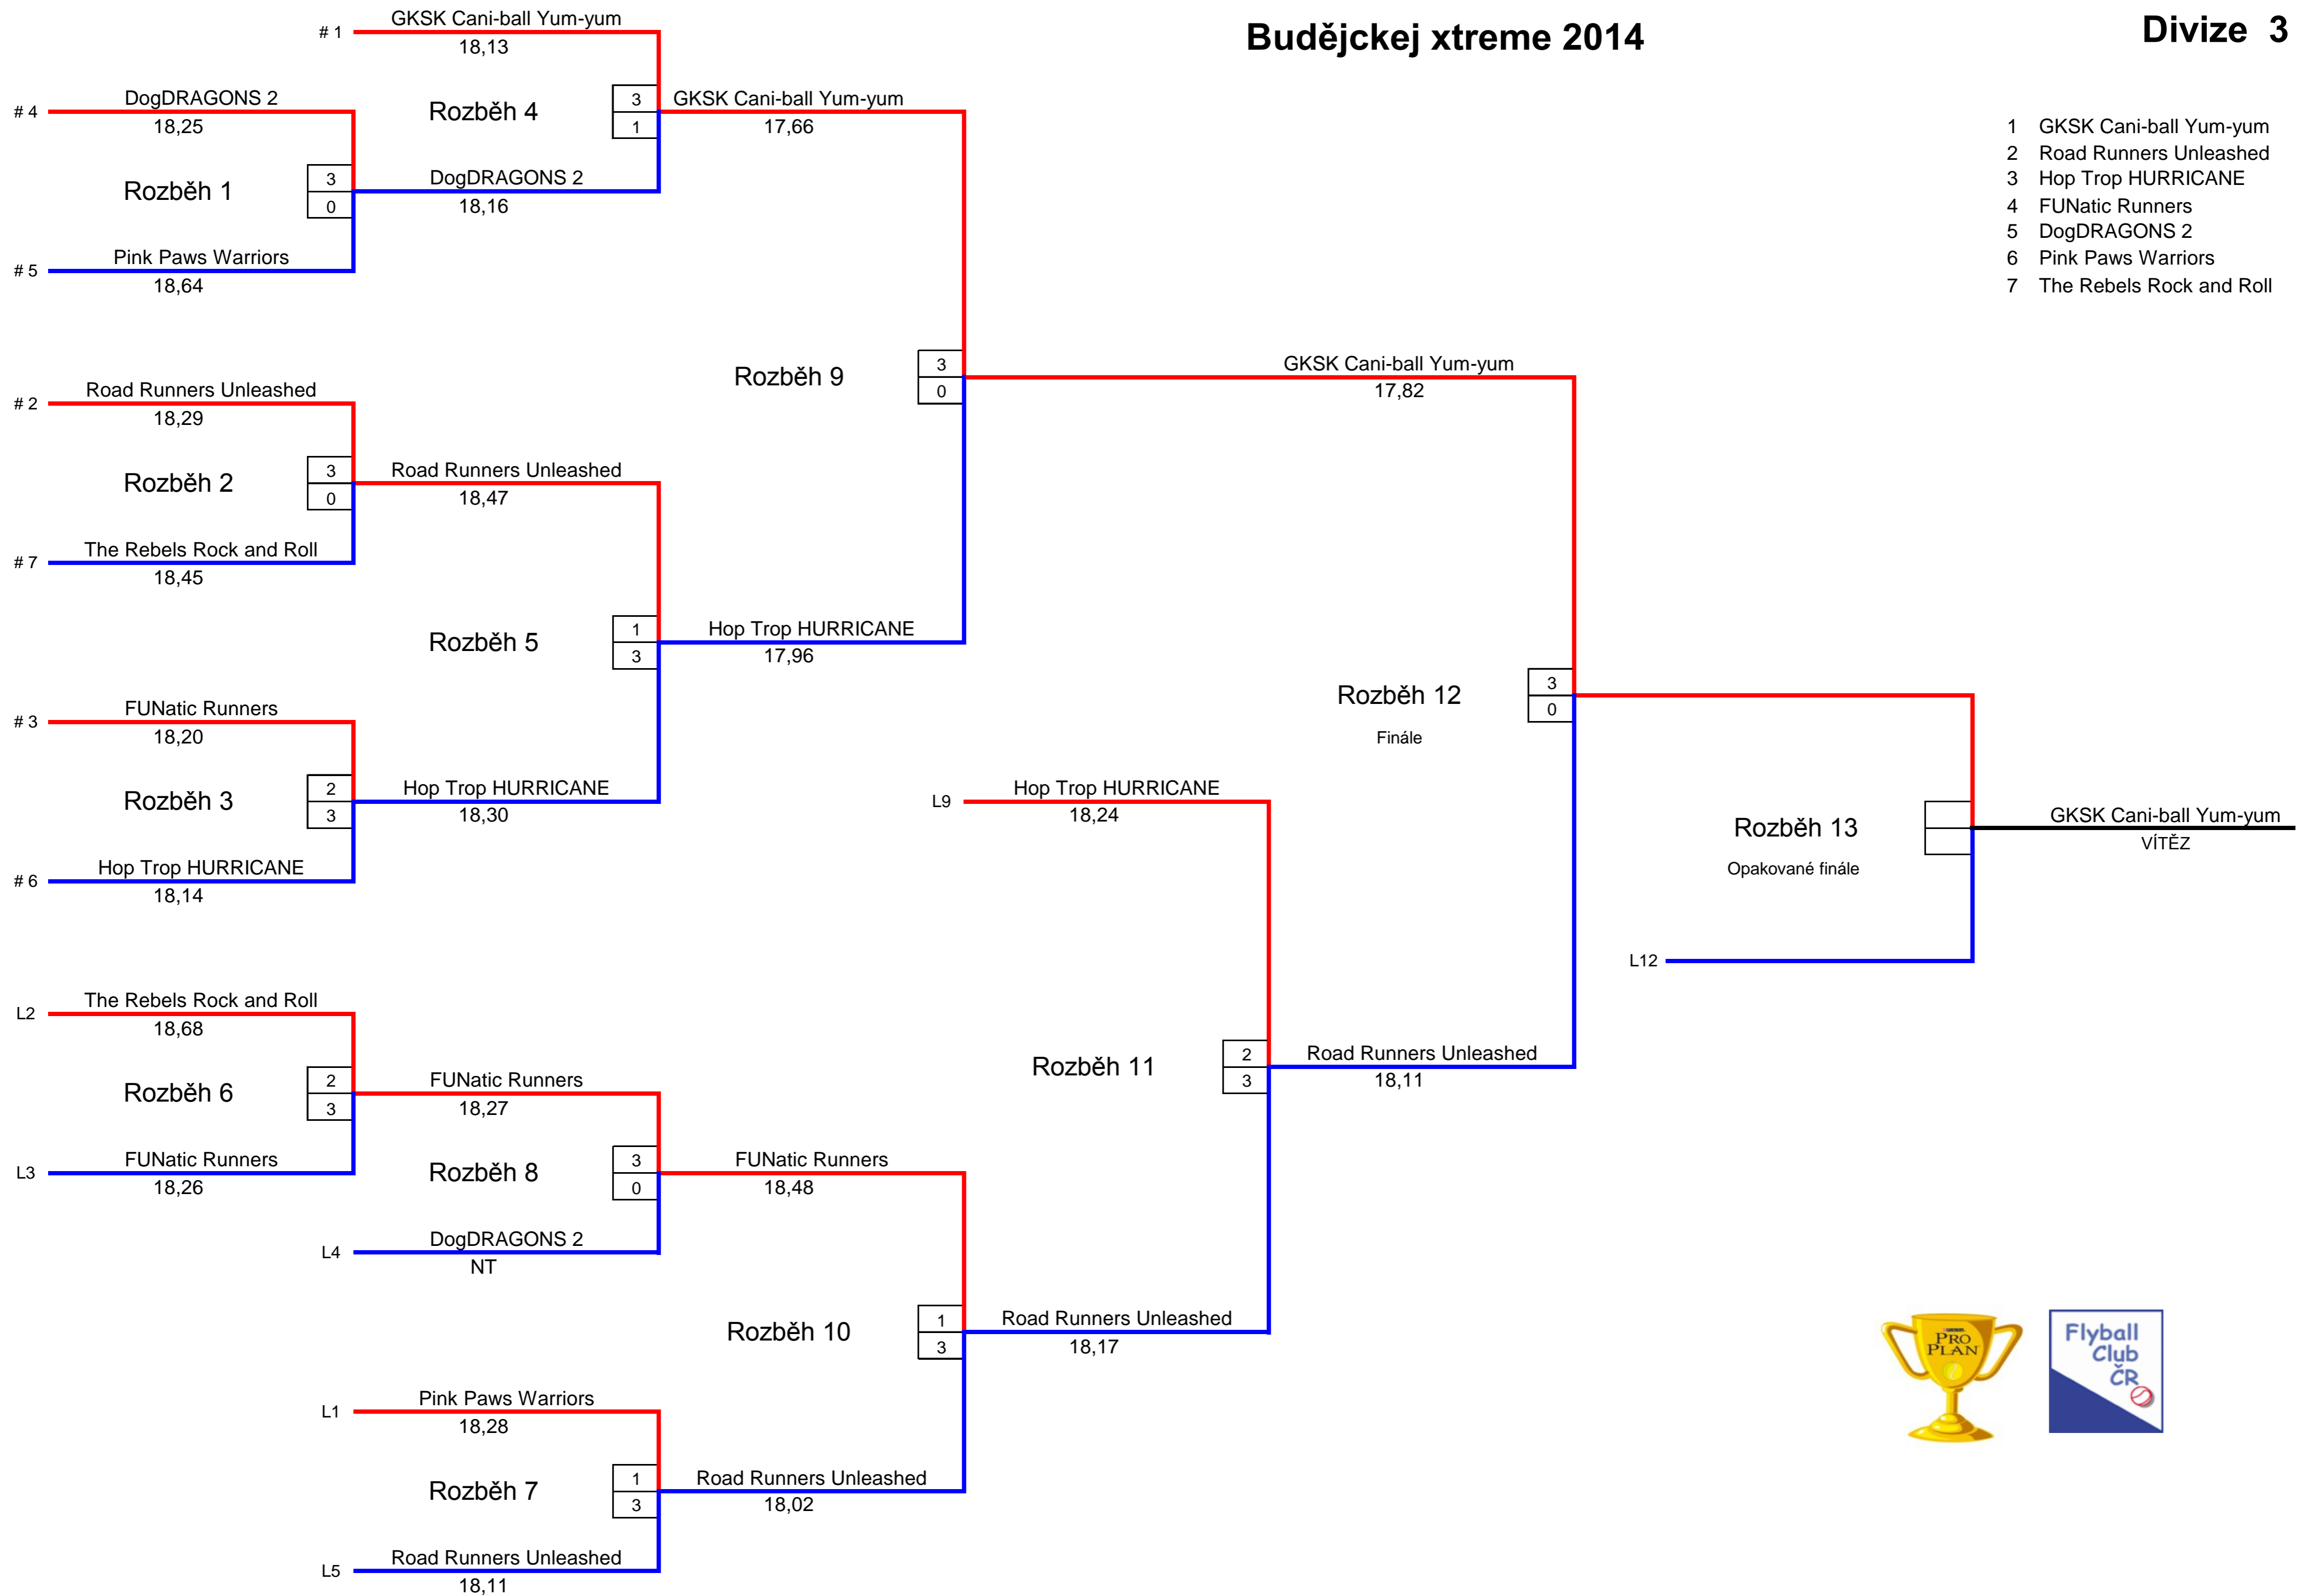 Budějckej xtreme 2014
Divize 3
1 GKSK Cani-ball Yum-yum
2 Road Runners Unleashed
3 Hop Trop HURRICANE
4 FUNatic Runners
5 DogDRAGONS 2
6 Pink Paws Warriors
7 The Rebels Rock and Roll
# 1
GKSK Cani-ball Yum-yum
18,13
# 4
DogDRAGONS 2
18,25
Rozběh 1
3
0
# 5
Pink Paws Warriors
18,64
Rozběh 4
3
1
DogDRAGONS 2
18,16
GKSK Cani-ball Yum-yum
17,66
# 2
Road Runners Unleashed
18,29
Rozběh 2
3
0
# 7
The Rebels Rock and Roll
18,45
Road Runners Unleashed
18,47
Rozběh 5
1
3
Hop Trop HURRICANE
17,96
# 3
FUNatic Runners
18,20
Rozběh 3
2
3
# 6
Hop Trop HURRICANE
18,14
Hop Trop HURRICANE
18,30
Rozběh 9
3
0
GKSK Cani-ball Yum-yum
17,82
Rozběh 12
Finále
3
0
L9
Hop Trop HURRICANE
18,24
Rozběh 13
Opakované finále
GKSK Cani-ball Yum-yum
VÍTĚZ
L12
L2
The Rebels Rock and Roll
18,68
Rozběh 6
2
3
L3
FUNatic Runners
18,26
FUNatic Runners
18,27
Rozběh 8
3
0
L4
DogDRAGONS 2
NT
FUNatic Runners
18,48
Rozběh 11
2
3
Road Runners Unleashed
18,11
Rozběh 10
1
3
Road Runners Unleashed
18,17
L1
Pink Paws Warriors
18,28
Rozběh 7
1
3
L5
Road Runners Unleashed
18,11
Road Runners Unleashed
18,02
PRO
PLAN
Flyball
Club
ČR